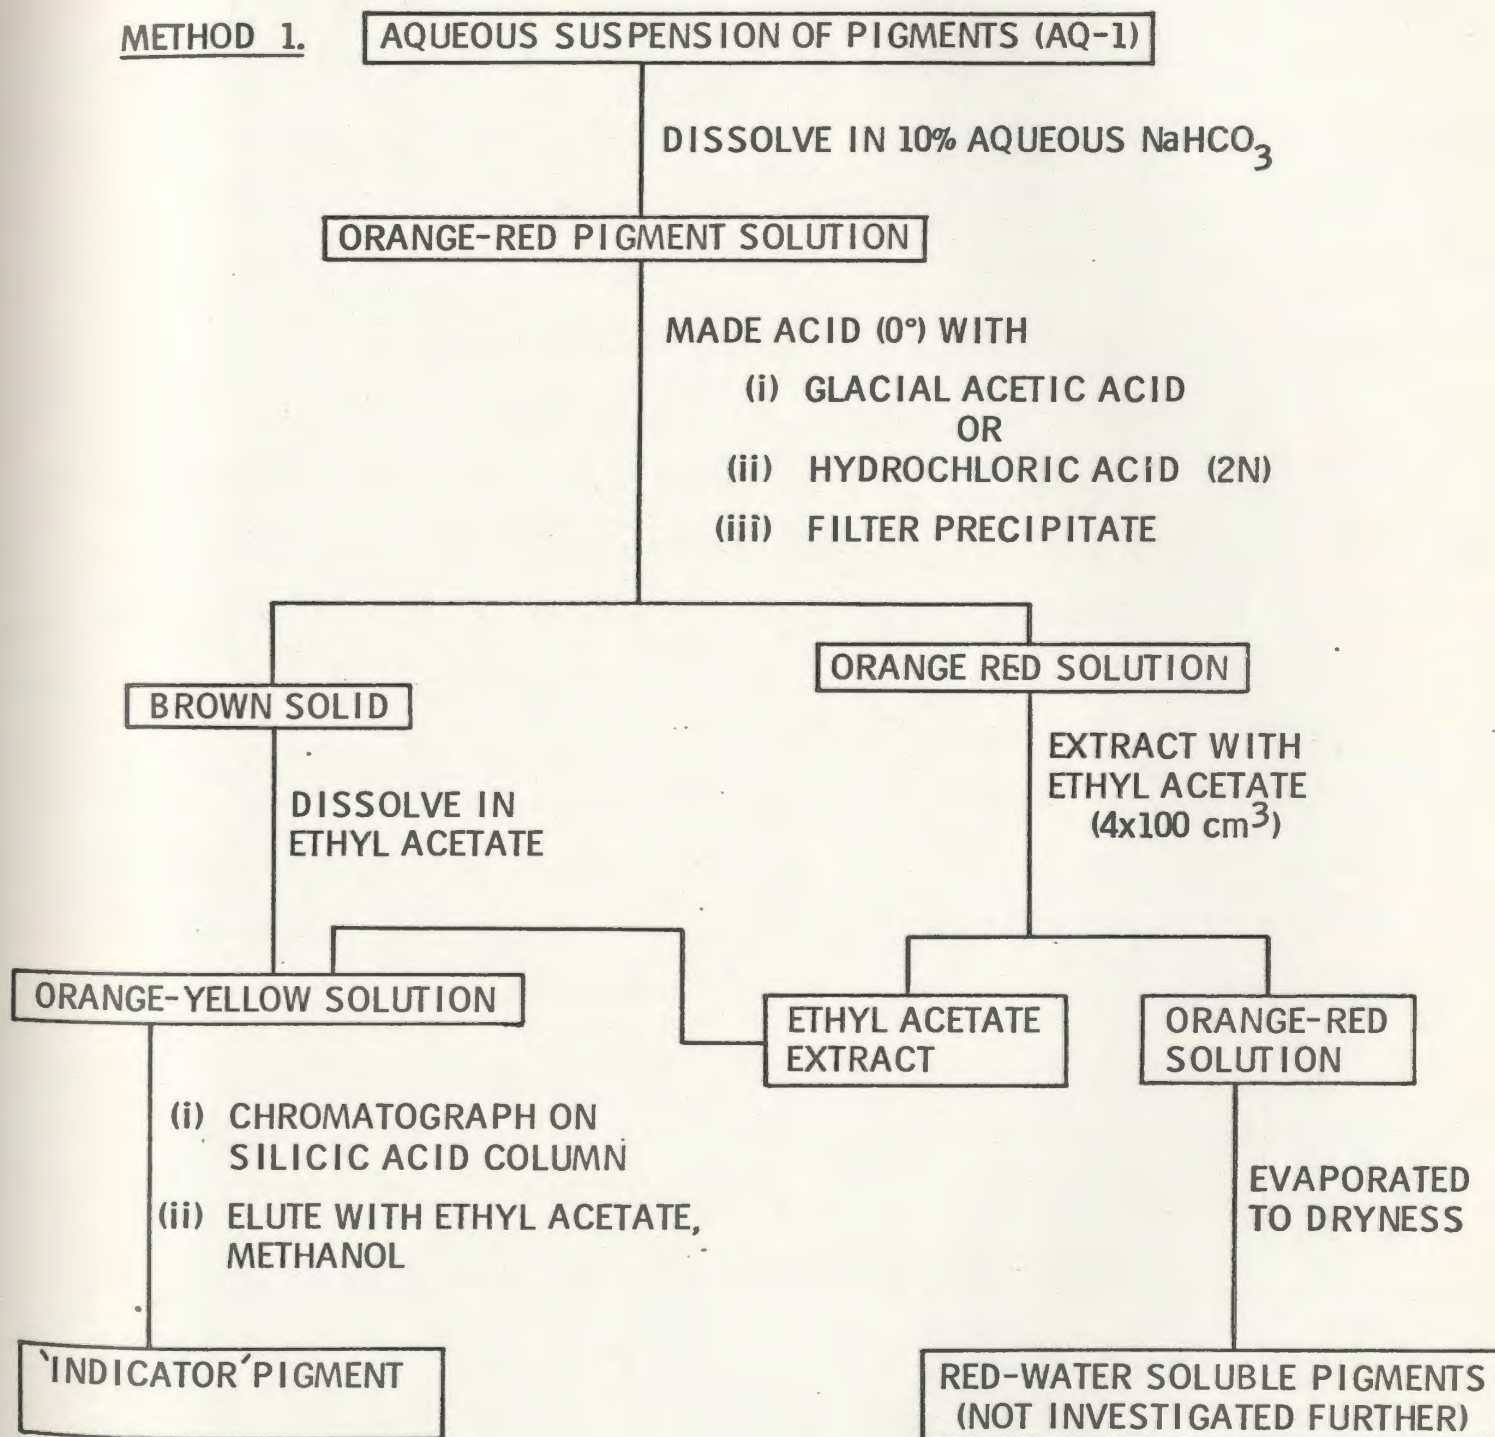 METHOD 1.
AQUEOUS SUSPENSION OF PIGMENTS (AQ-1)
DISSOLVE IN 10% AQUEOUS NaHCO3
ORANGE-RED PIGMENT SOLUTION
MADE ACID (0°) WITH
(i) GLACIAL ACETIC ACID
OR
(ii) HYDROCHLORIC ACID (2N)
(iii) FILTER PRECIPITATE
BROWN SOLID
ORANGE RED SOLUTION
DISSOLVE IN
ETHYL ACETATE
EXTRACT WITH
ETHYL ACETATE
(4x100 cm3)
ORANGE-YELLOW SOLUTION
ETHYL ACETATE
EXTRACT
ORANGE-RED
SOLUTION
(i) CHROMATOGRAPH ON
SILICIC ACID COLUMN
(ii) ELUTE WITH ETHYL ACETATE,
METHANOL
EVAPORATED
TO DRYNESS
`INDICATOR´PIGMENT
RED-WATER SOLUBLE PIGMENTS
(NOT INVESTIGATED FURTHER)